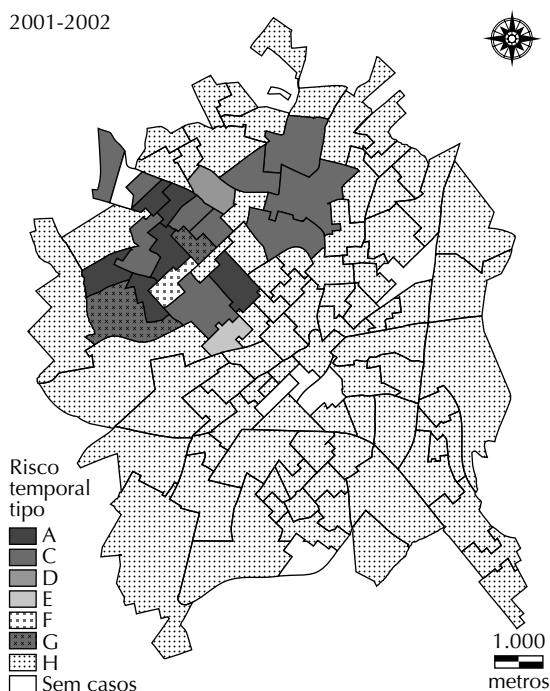 2001-2002
Risco
temporal
tipo
A
C
D
E
F
G
H
Sem casos
1.000
metros